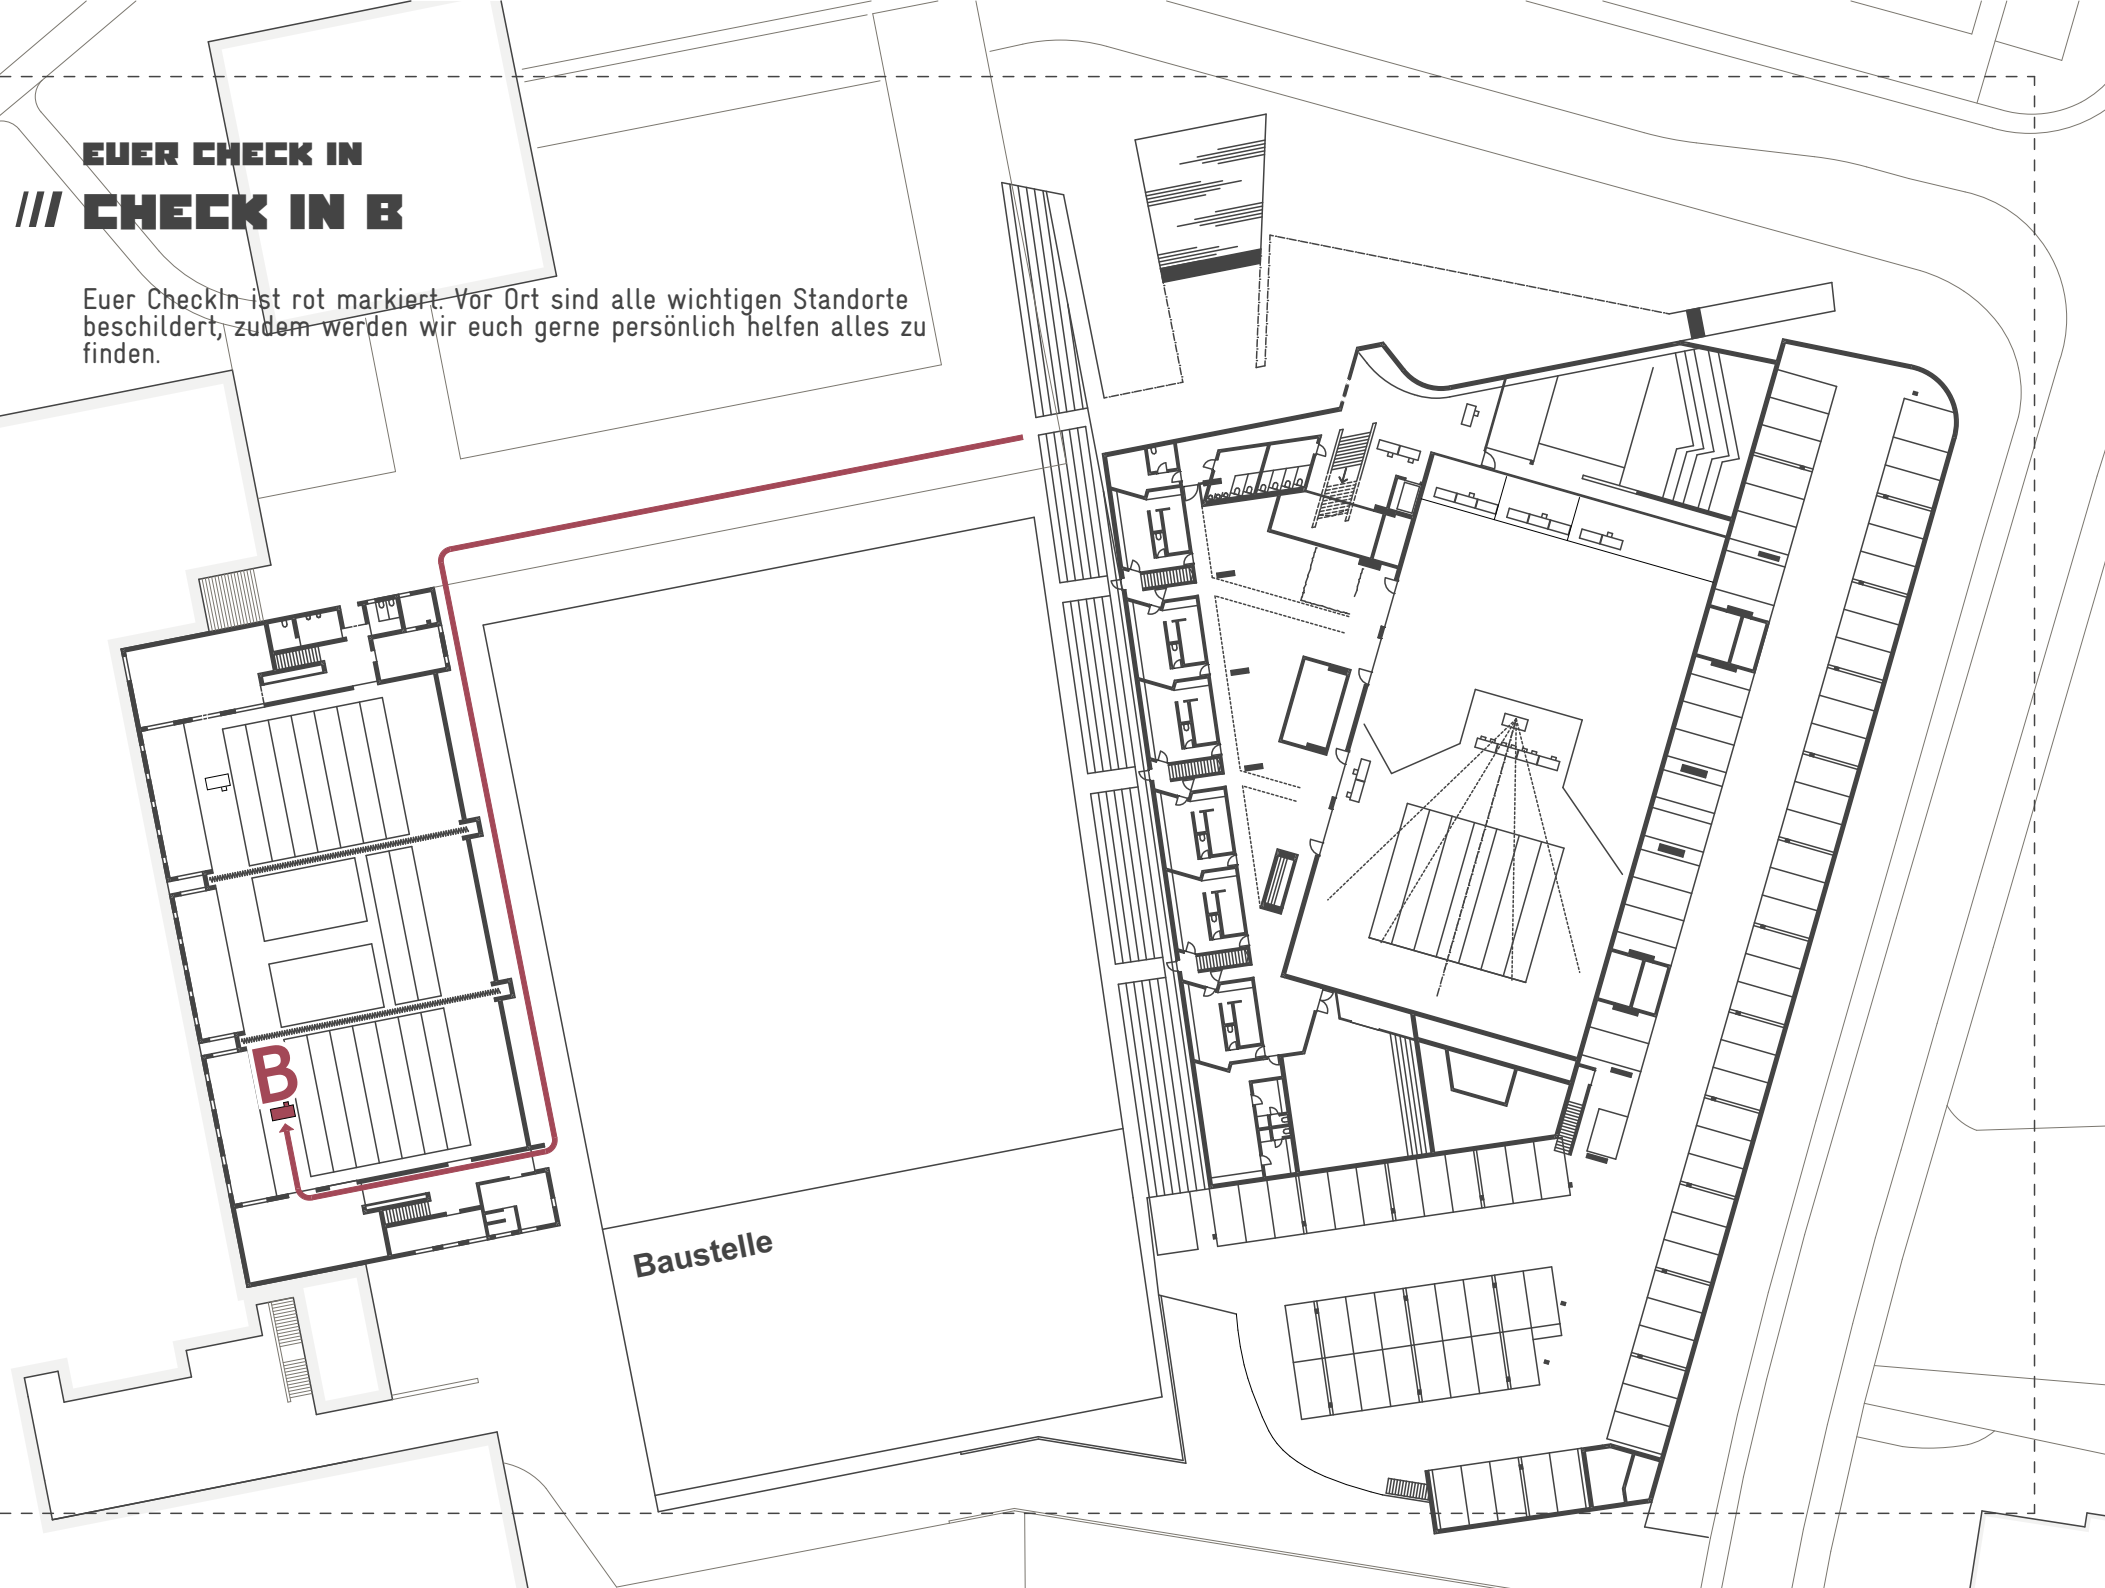 EUER CHECK IN
/// CHECK IN B
Euer CheckIn ist rot markiert. Vor Ort sind alle wichtigen Standorte
beschildert, zudem werden wir euch gerne persönlich helfen alles zu
finden.
B
Baustelle